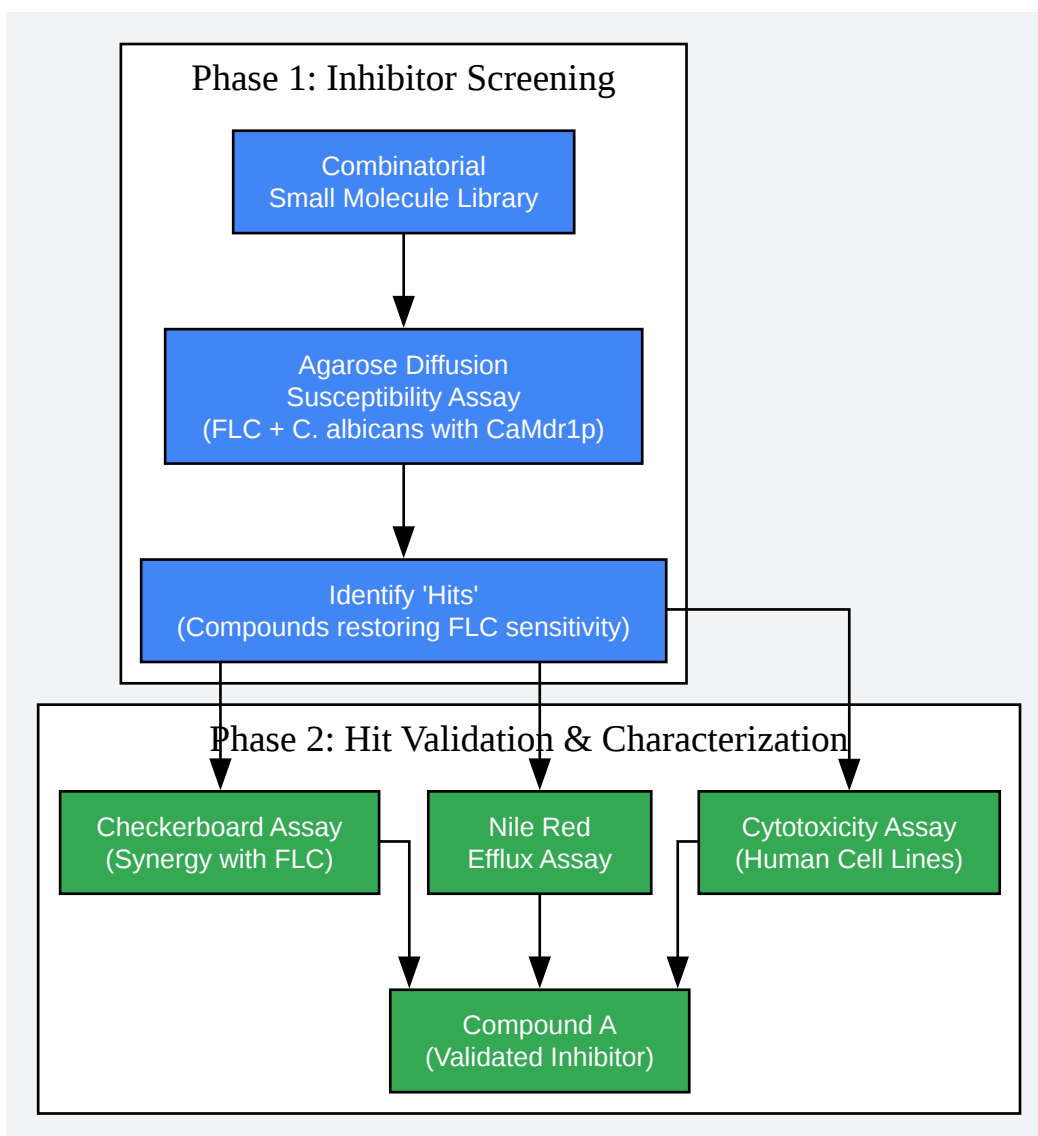 Phase 1: Inhibitor Screening
Combinatorial
Small Molecule Library
Agarose Diffusion
Susceptibility Assay
(FLC + C. albicans with CaMdr1p)
Identify 'Hits'
(Compounds restoring FLC sensitivity)
Phase 2: Hit Validation & Characterization
Checkerboard Assay
(Synergy with FLC)
Nile Red
Efflux Assay
Cytotoxicity Assay
(Human Cell Lines)
Compound A
(Validated Inhibitor)